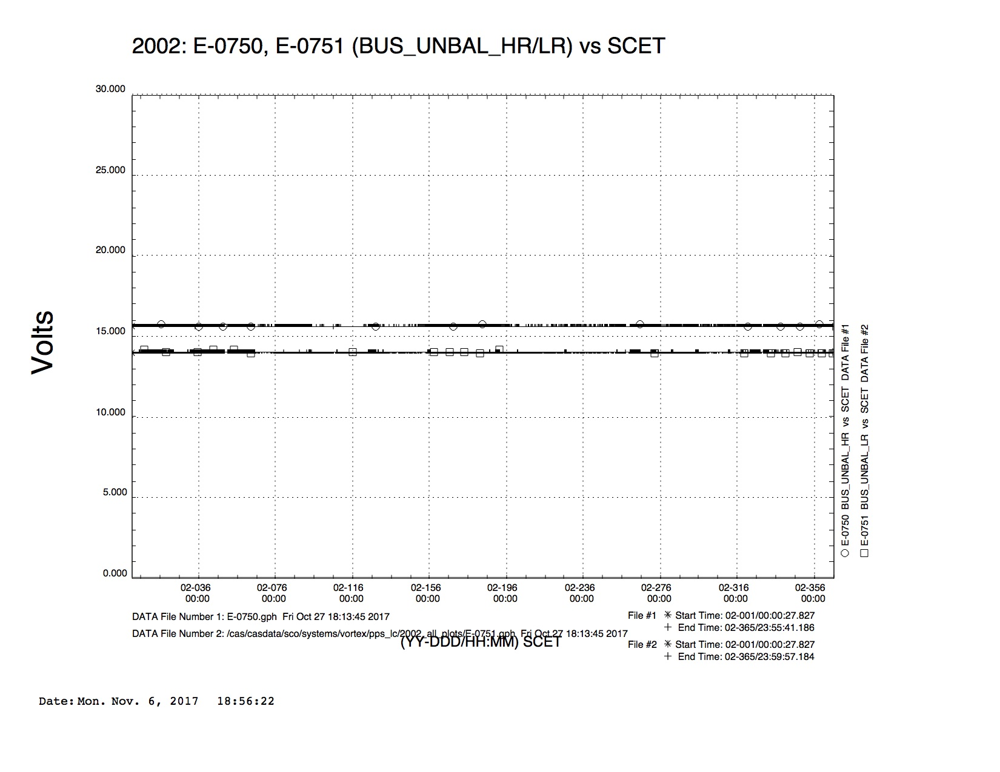 2002: E-0750, E-0751 (BUS_UNBAL_HR/LR) vs SCET
Volts
30.000
25.000
20.000
15.000
10.000
5.000
0.000
02-036 02-076 02-116 02-156 02-196 02-236 02-276 02-316 02-356
00:00 00:00 00:00 00:00 00:00 00:00 00:00 00:00 00:00
E-0750 BUS_UNBAL_HR vs SCET DATA File #1
E-0751 BUS_UNBAL_LR vs SCET DATA File #2
DATA File Number 1: E-0750.gph Fri Oct 27 18:13:45 2017
DATA File Number 2: /cas/casdata/sco/systems/vortex/pps_lc/2002_all_plots/E-0751.gph Fri Oct 27 18:13:45 2017
(YY-DDD/HH:MM) SCET
File #1 Start Time: 02-001/00:00:27.827
End Time: 02-365/23:55:41.186
File #2 Start Time: 02-001/00:00:27.827
End Time: 02-365/23:59:57.184
Date: Mon. Nov. 6, 2017 18:56:22